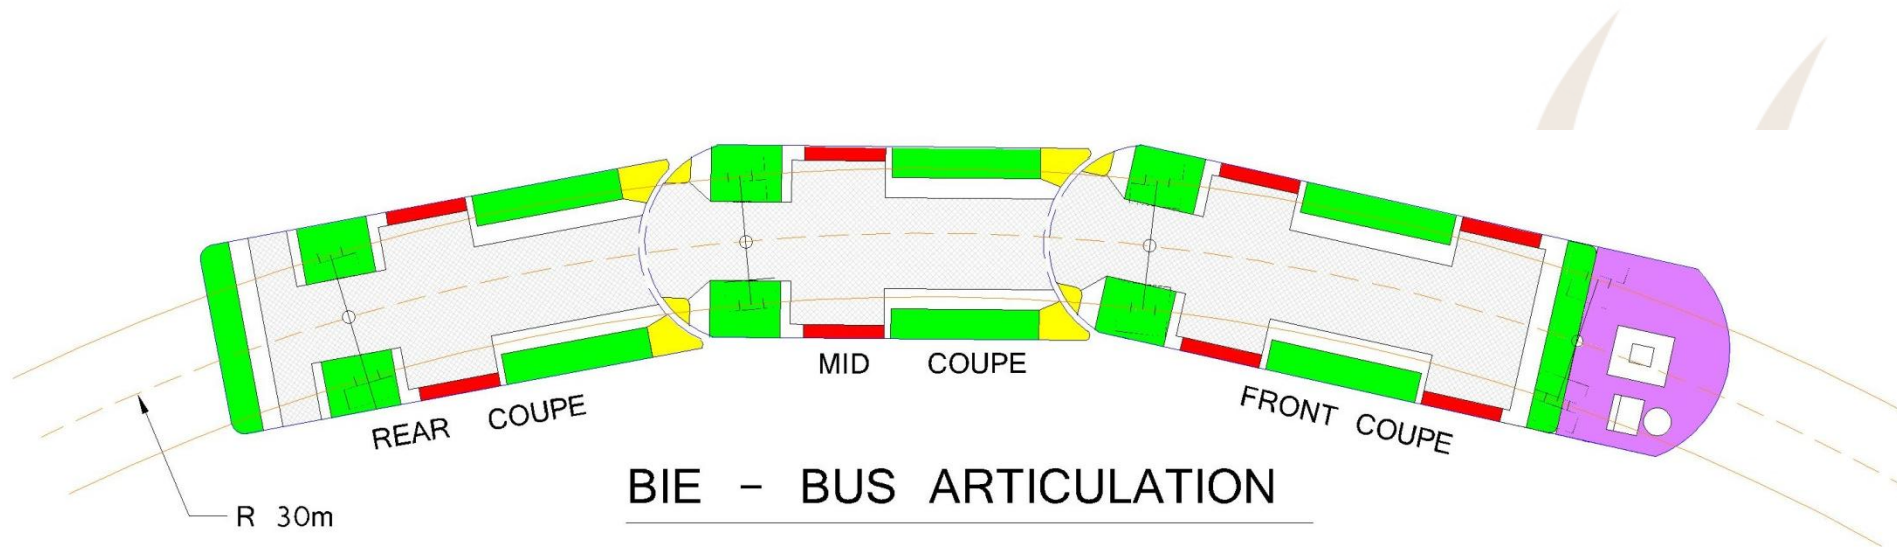 MID COUPE
FRONT COUPE
REAR COUPE
BIE - BUS ARTICULATION
R 30m